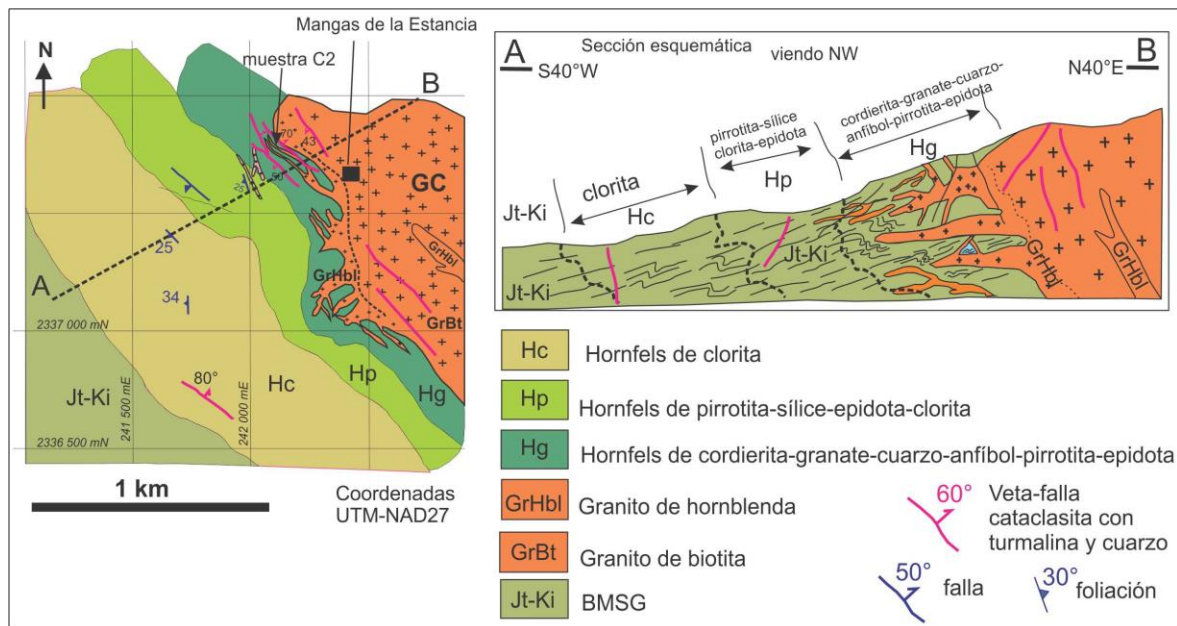 Mangas de la Estancia
N
muestra C2
B
70°
43
50
GC
25
GrHbl
A
34
GrHbl
GrBt
2337 000 mN
80°
Hc
Hp
Hg
Jt-Ki
241 500 mE
242 000 mE
2336 500 mN
1 km
Coordenadas
UTM-NAD27
A
Sección esquemática
viendo NW
B
S40°W
N40°E
cordierita-granate-cuarzo-
anfíbol-pirrotita-epidota
pirrotita-sílice
clorita-epidota
Hg
clorita
Hp
Hc
Jt-Ki
Jt-Ki
Jt-Ki
GrHbl
GrHbl
Hc Hornfels de clorita
Hp Hornfels de pirrotita-sílice-epidota-clorita
Hg Hornfels de cordierita-granate-cuarzo-anfíbol-pirrotita-epidota
GrHbl Granito de hornblenda
GrBt Granito de biotita
Jt-Ki BMSG
60° Veta-falla
cataclasita con
turmalina y cuarzo
50° falla
30° foliación